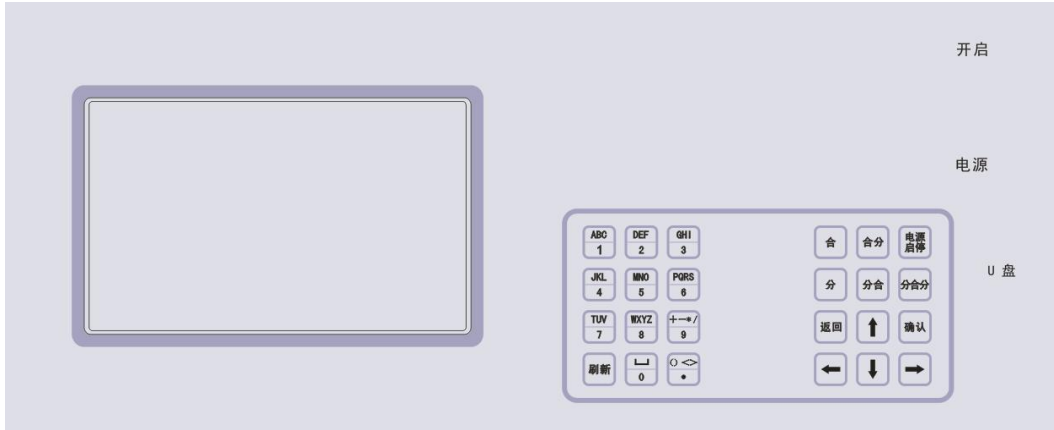 开启
电源
ABC DEF GHI 合 合分 电源
1 2 3 启停
U 盘
JKL MNO PQRS 分 分合 分合分
4 5 6
TUV WXYZ +-*/ 返回 ↑ 确认
7 8 9
刷新 ␣ () <> ← ↓ →
0 •